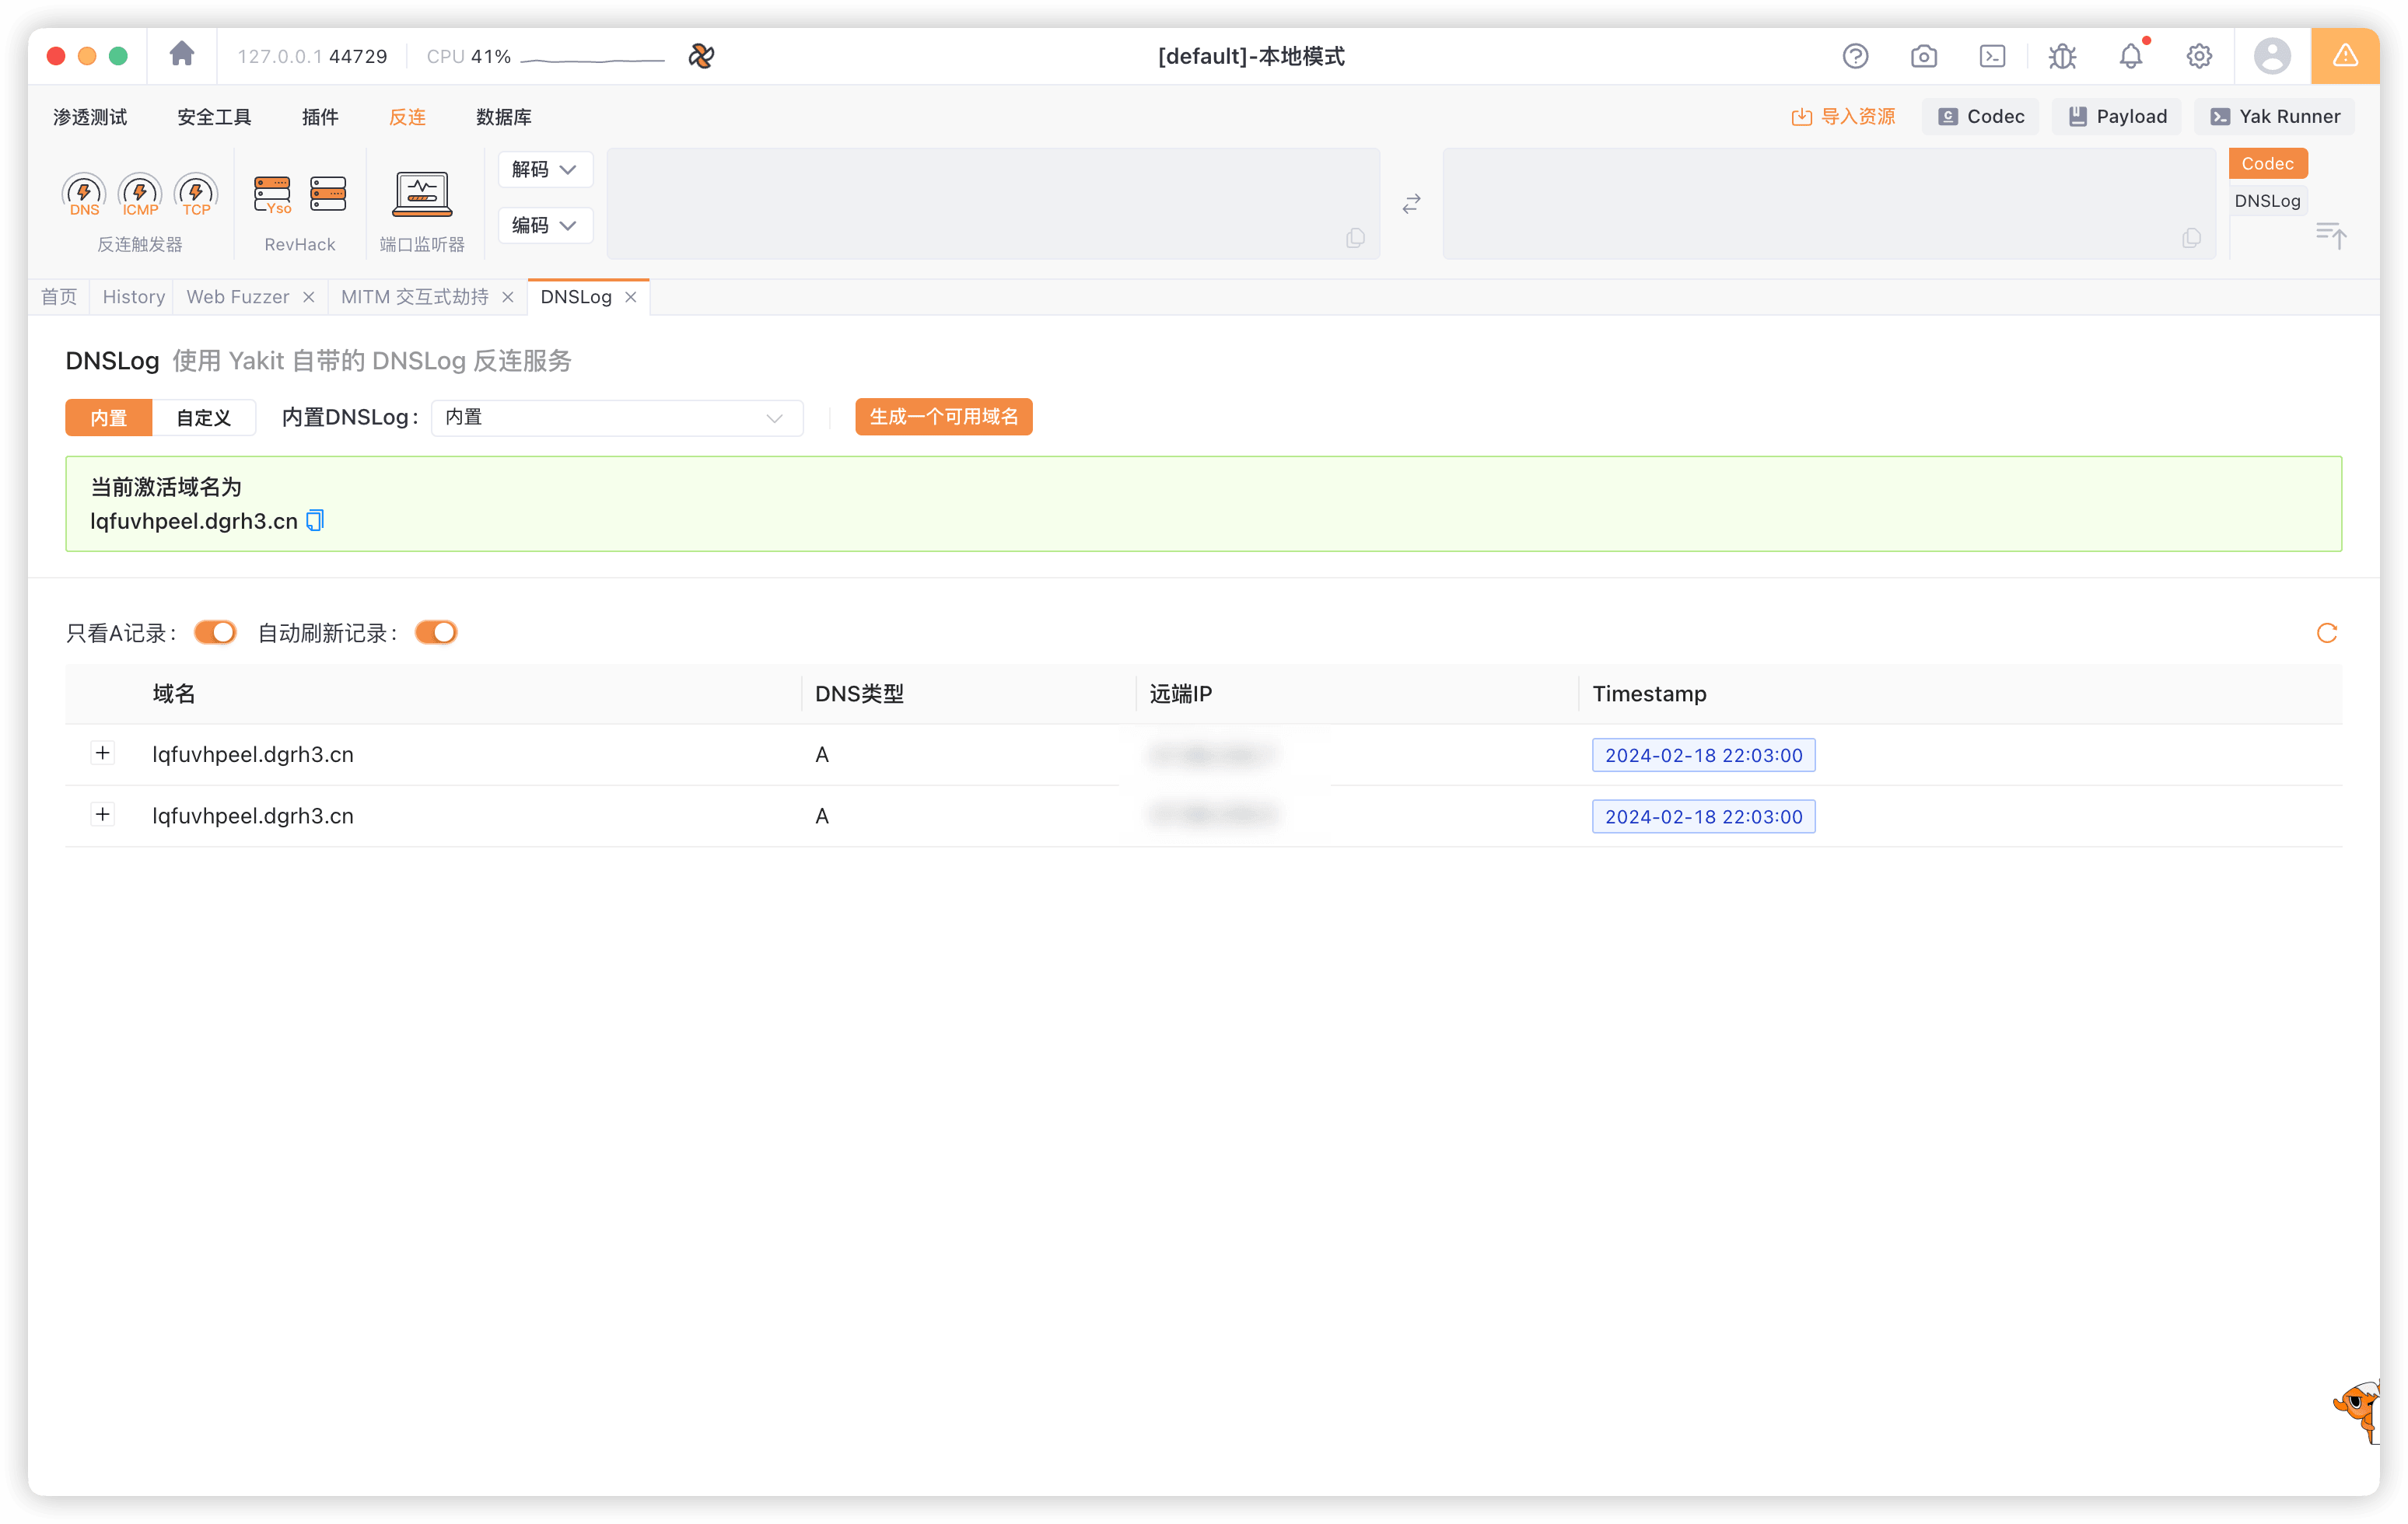 127.0.0.1 44729 CPU 41% [default]-本地模式
渗透测试 安全工具 插件 反连 数据库 导入资源 Codec Payload Yak Runner
DNS ICMP TCP Yso 解码 Codec
编码 DNSLog
反连触发器 RevHack 端口监听器
首页 History Web Fuzzer MITM 交互式劫持 DNSLog
DNSLog 使用 Yakit 自带的 DNSLog 反连服务
内置 自定义 内置DNSLog: 内置 生成一个可用域名
当前激活域名为
lqfuvhpeel.dgrh3.cn
只看A记录: 自动刷新记录:
域名 DNS类型 远端IP Timestamp
lqfuvhpeel.dgrh3.cn A 2024-02-18 22:03:00
lqfuvhpeel.dgrh3.cn A 2024-02-18 22:03:00